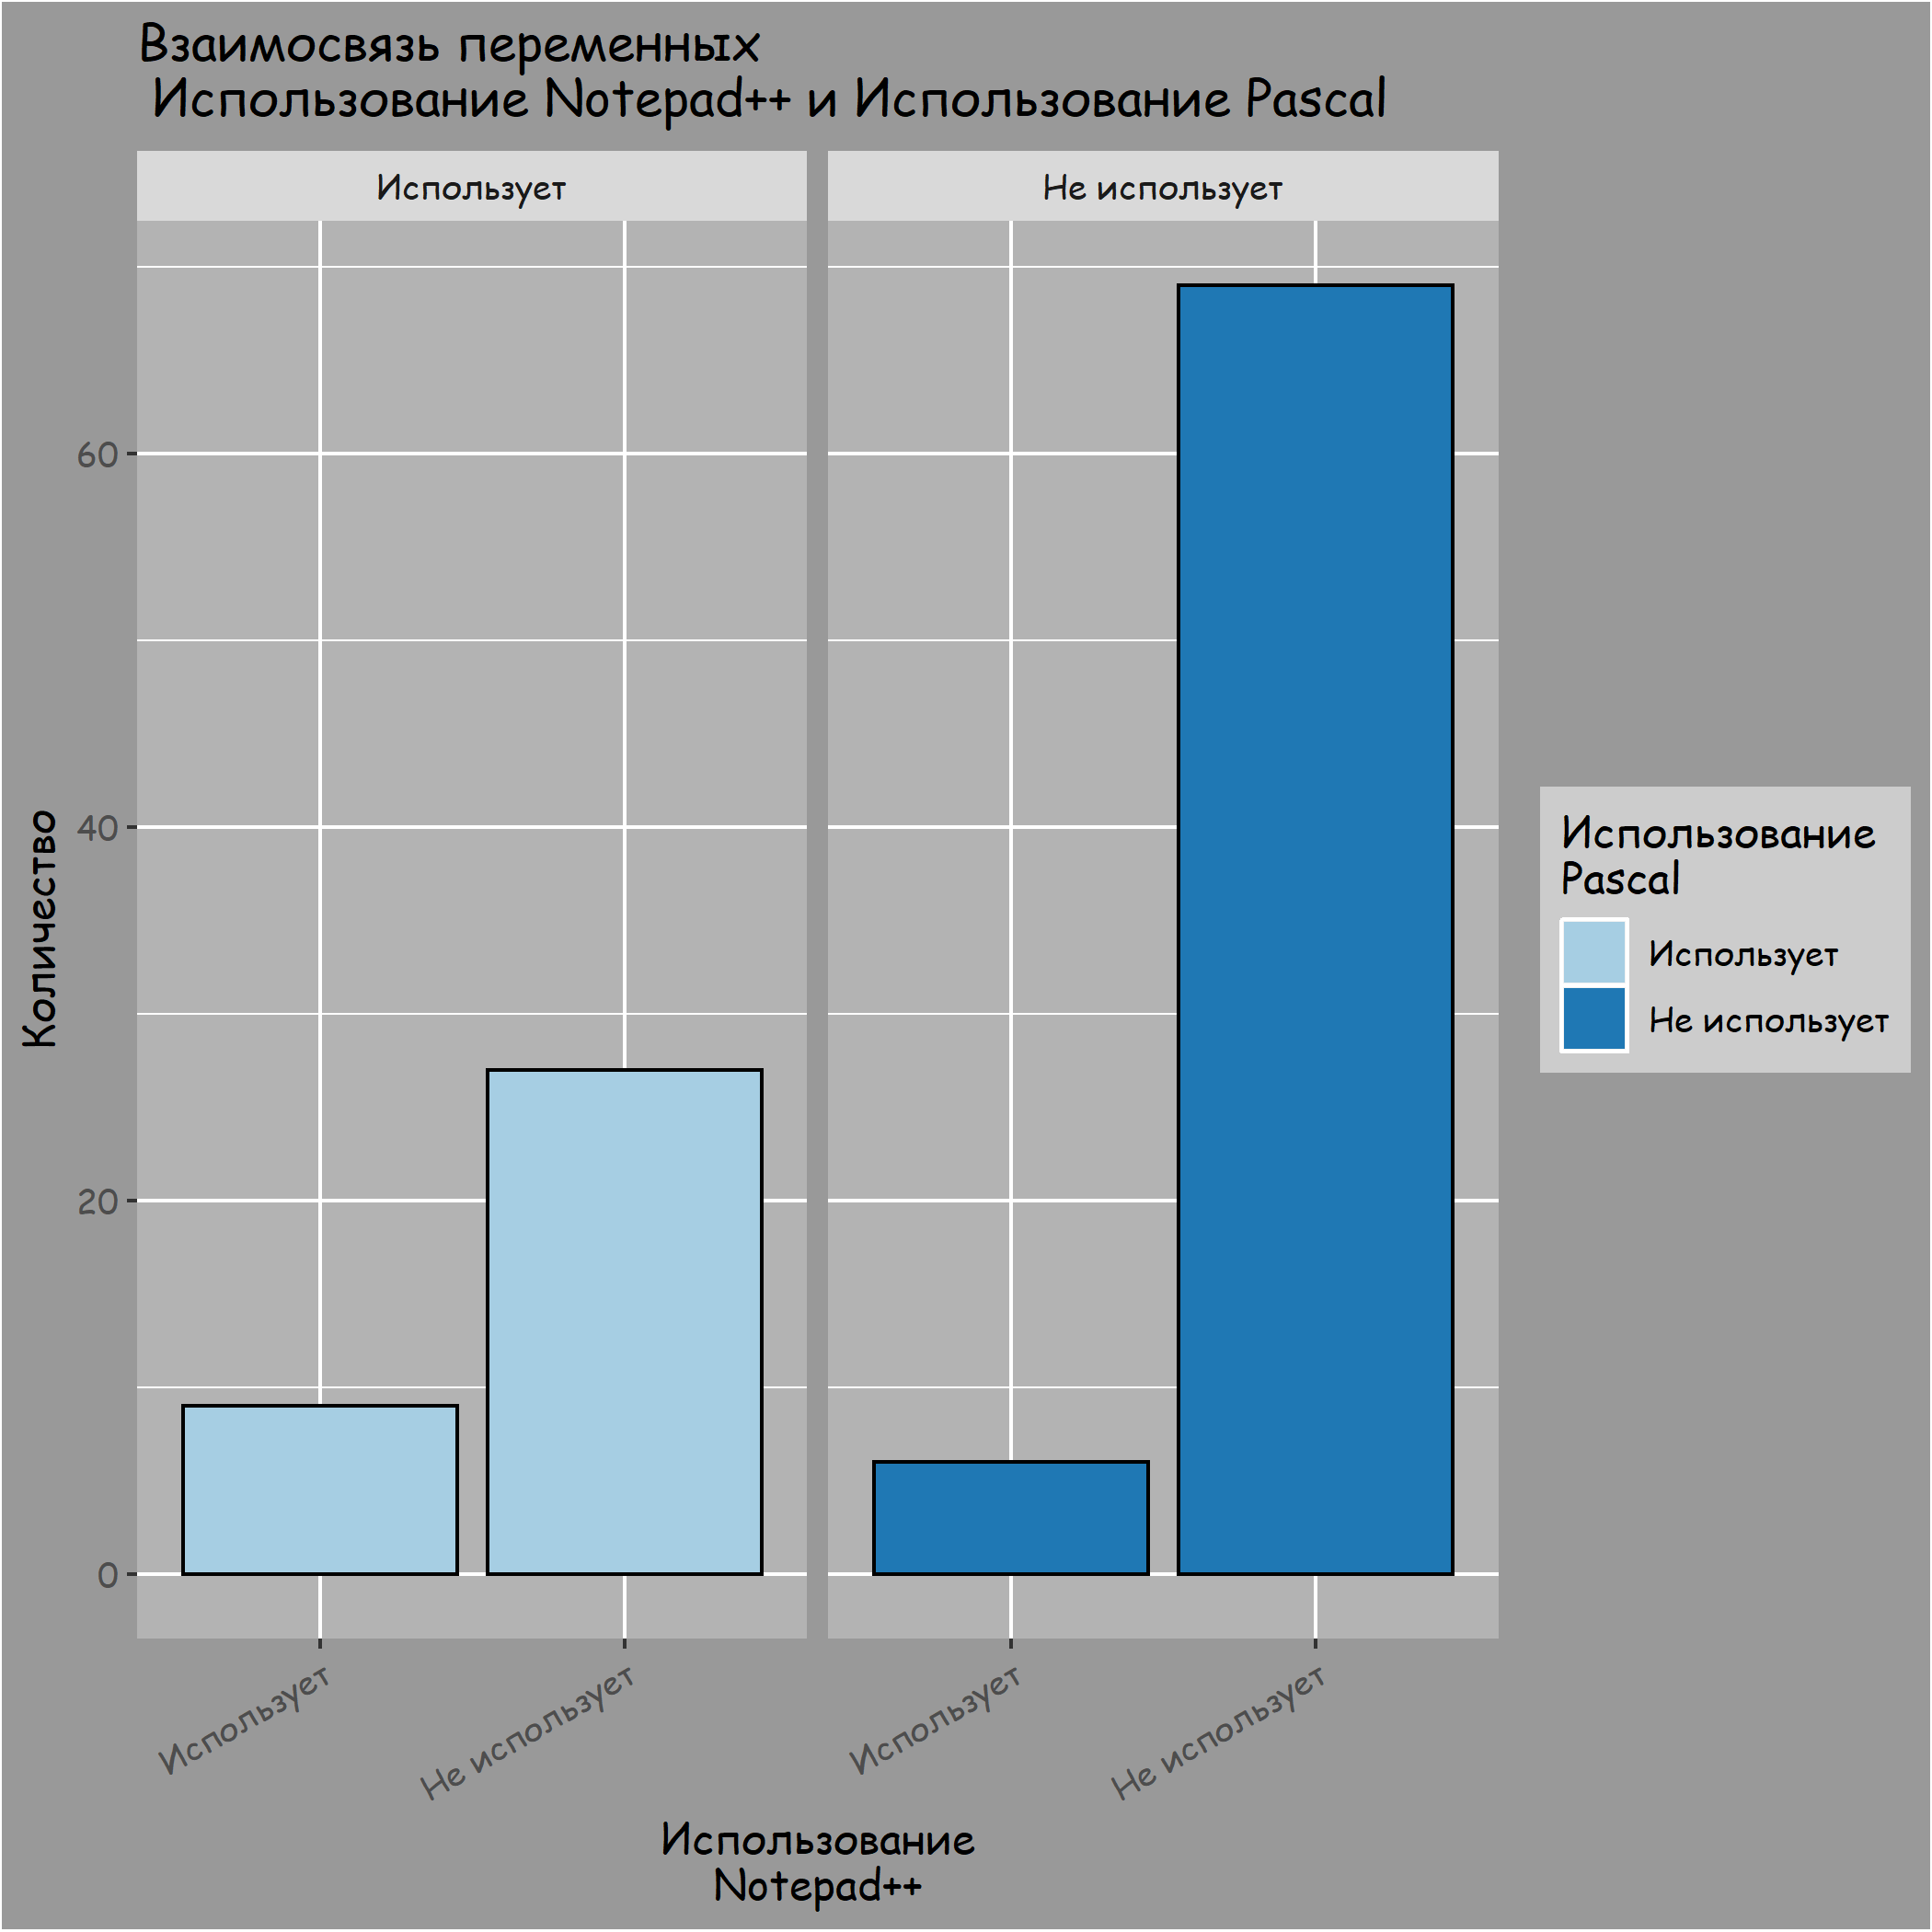 Взаимосвязь переменных
Использование Notepad++ и Использование Pascal
Использует
Не использует
60
40
20
0
Количество
Использует
Не использует
Использует
Не использует
Использование
Notepad++
Использование
Pascal
Использует
Не использует